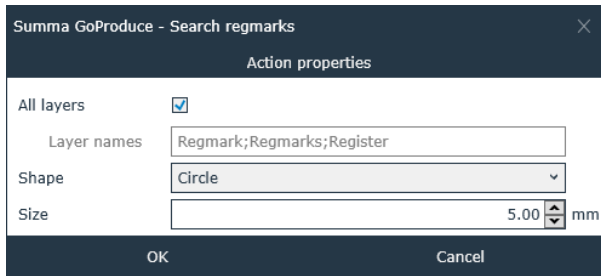 Summa GoProduce - Search regmarks
Action properties
All layers
Layer names Regmark;Regmarks;Register
Shape Circle
Size 5.00 mm
OK Cancel